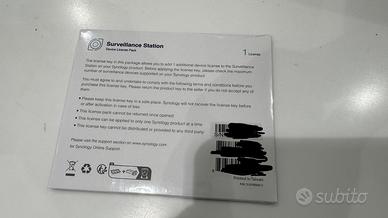 Surveillance Station
Device License Pack
1 License
The license key in this package allows you to add 1 additional device license to the Surveillance
Station on your Synology product. Before applying the license key, please check the maximum
number of surveillance devices supported on your Synology product.
You must agree to and undertake to comply with the following terms and conditions before you
purchase this license key. Please return the product key to the seller if you do not accept any of
them:
• Please keep this license key in a safe place. Synology will not recover the license key before
or after activation in case of loss.
• This license pack cannot be returned once opened.
• This license can be applied to only one Synology product at a time.
• This license key cannot be distributed or provided to any third party.
Please visit the support section on www.synology.com
for Synology Online Support.
S/N
Printed in Taiwan
subito